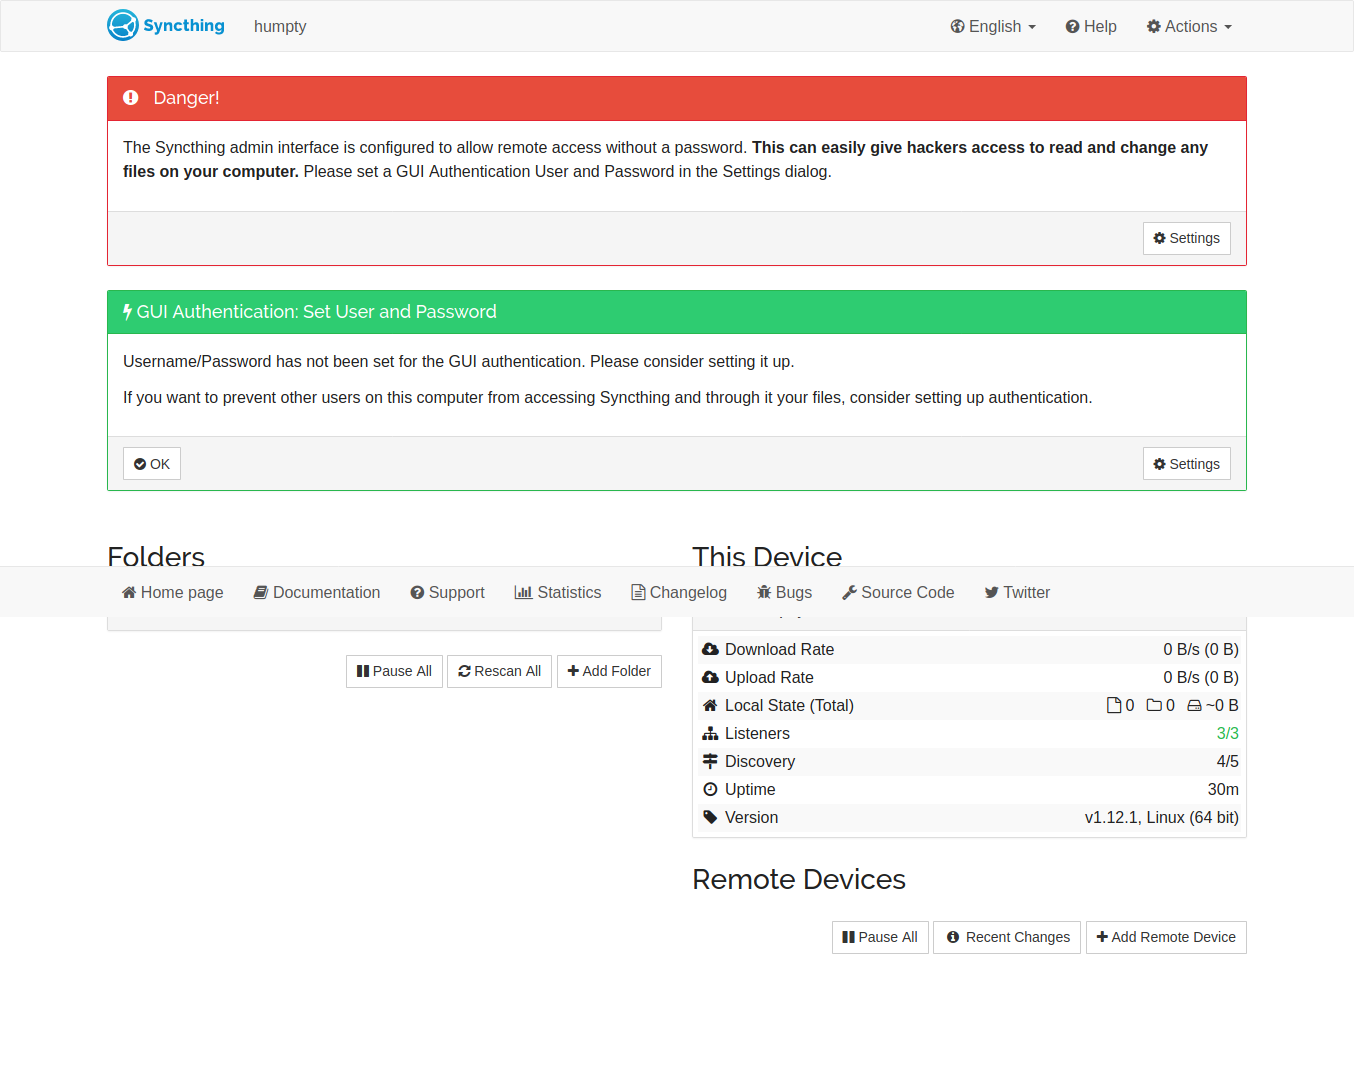 Syncthing humpty English Help Actions
Danger!
The Syncthing admin interface is configured to allow remote access without a password. This can easily give hackers access to read and change any
files on your computer. Please set a GUI Authentication User and Password in the Settings dialog.
Settings
GUI Authentication: Set User and Password
Username/Password has not been set for the GUI authentication. Please consider setting it up.
If you want to prevent other users on this computer from accessing Syncthing and through it your files, consider setting up authentication.
OK Settings
Folders
This Device
Home page Documentation Support Statistics Changelog Bugs Source Code Twitter
Pause All Rescan All Add Folder
Download Rate 0 B/s (0 B)
Upload Rate 0 B/s (0 B)
Local State (Total) 0 0 ~0 B
Listeners 3/3
Discovery 4/5
Uptime 30m
Version v1.12.1, Linux (64 bit)
Remote Devices
Pause All Recent Changes Add Remote Device